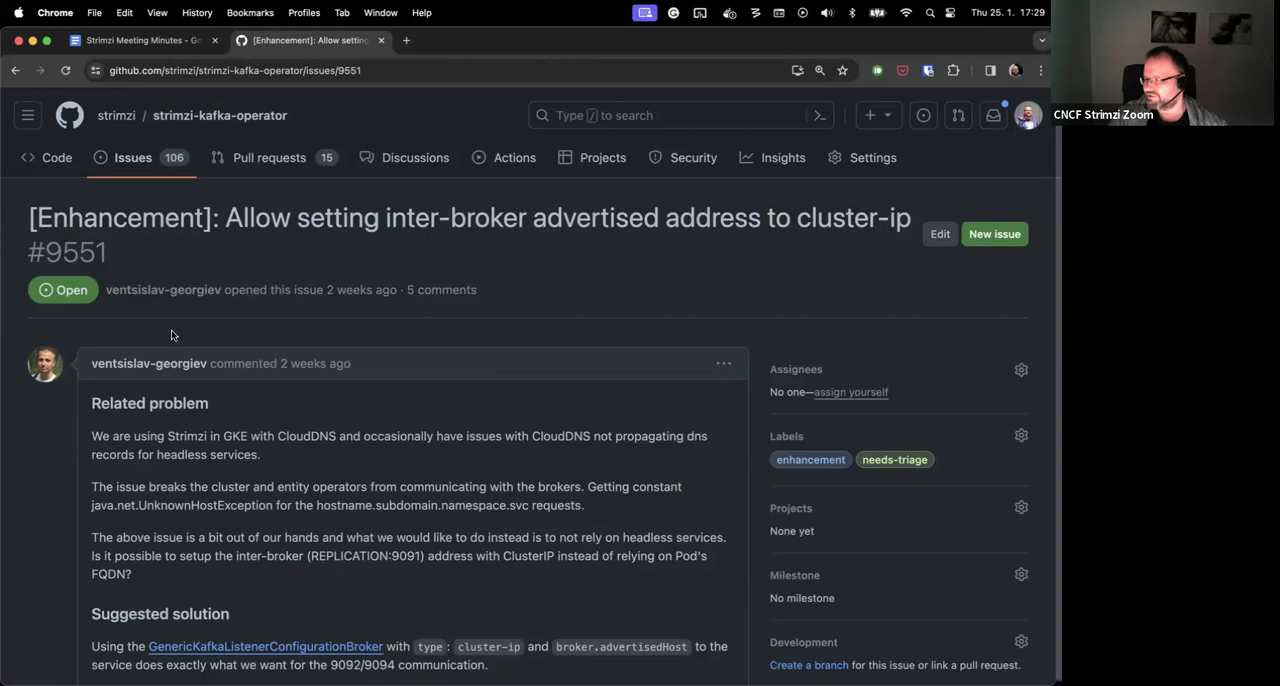 Chrome File Edit View History Bookmarks Profiles Tab Window Help Thu 25. 1. 17:29
Strimzi Meeting Minutes - Go
[Enhancement]: Allow setting
github.com/strimzi/strimzi-kafka-operator/issues/9551
CNCF Strimzi Zoom
strimzi / strimzi-kafka-operator
Type / to search
Code
Issues 106
Pull requests 15
Discussions
Actions
Projects
Security
Insights
Settings
[Enhancement]: Allow setting inter-broker advertised address to cluster-ip
#9551
Edit
New issue
Open
ventsislav-georgiev opened this issue 2 weeks ago · 5 comments
ventsislav-georgiev commented 2 weeks ago
Related problem
We are using Strimzi in GKE with CloudDNS and occasionally have issues with CloudDNS not propagating dns
records for headless services.
The issue breaks the cluster and entity operators from communicating with the brokers. Getting constant
java.net.UnknownHostException for the hostname.subdomain.namespace.svc requests.
The above issue is a bit out of our hands and what we would like to do instead is to not rely on headless services.
Is it possible to setup the inter-broker (REPLICATION:9091) address with ClusterIP instead of relying on Pod's
FQDN?
Suggested solution
Using the GenericKafkaListenerConfigurationBroker with type: cluster-ip and broker.advertisedHost to the
service does exactly what we want for the 9092/9094 communication.
Assignees
No one—assign yourself
Labels
enhancement needs-triage
Projects
None yet
Milestone
No milestone
Development
Create a branch for this issue or link a pull request.